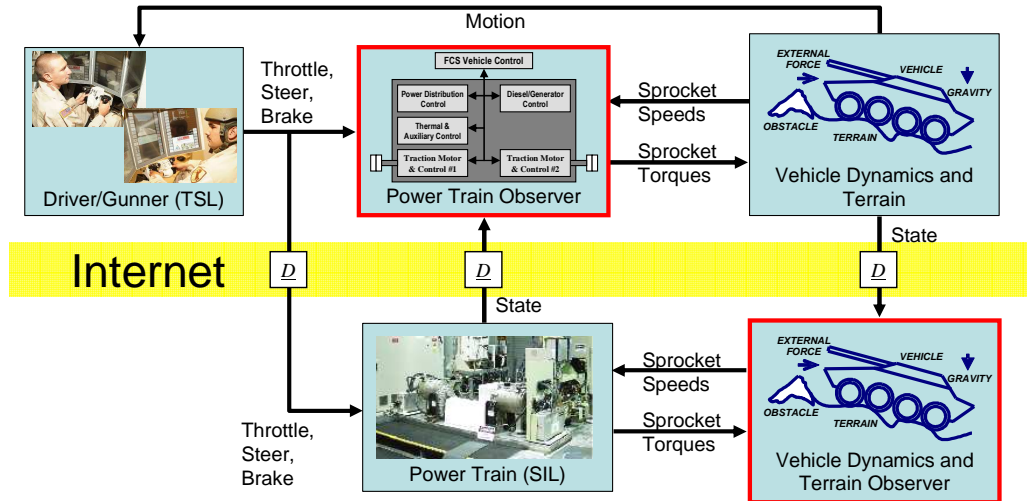 Motion
Throttle,
Steer,
Brake
Driver/Gunner (TSL)
FCS Vehicle Control
Power Distribution
Control
Diesel/Generator
Control
Thermal &
Auxiliary Control
Traction Motor
& Control #1
Traction Motor
& Control #2
Power Train Observer
Sprocket
Speeds
Sprocket
Torques
EXTERNAL
FORCE
VEHICLE
GRAVITY
OBSTACLE
TERRAIN
Vehicle Dynamics and
Terrain
State
Internet
D
D
D
State
Throttle,
Steer,
Brake
Power Train (SIL)
Sprocket
Speeds
Sprocket
Torques
EXTERNAL
FORCE
VEHICLE
GRAVITY
OBSTACLE
TERRAIN
Vehicle Dynamics and
Terrain Observer